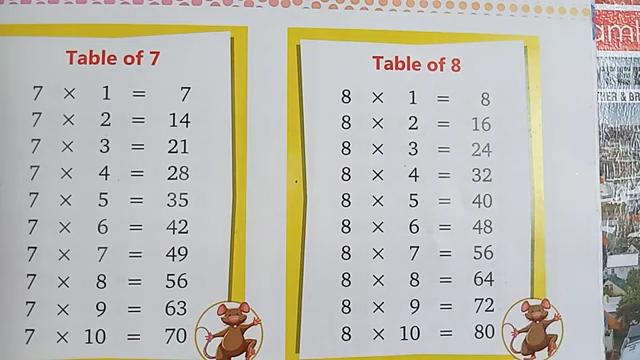 Table of 7
7 × 1 = 7
7 × 2 = 14
7 × 3 = 21
7 × 4 = 28
7 × 5 = 35
7 × 6 = 42
7 × 7 = 49
7 × 8 = 56
7 × 9 = 63
7 × 10 = 70
Table of 8
8 × 1 = 8
8 × 2 = 16
8 × 3 = 24
8 × 4 = 32
8 × 5 = 40
8 × 6 = 48
8 × 7 = 56
8 × 8 = 64
8 × 9 = 72
8 × 10 = 80